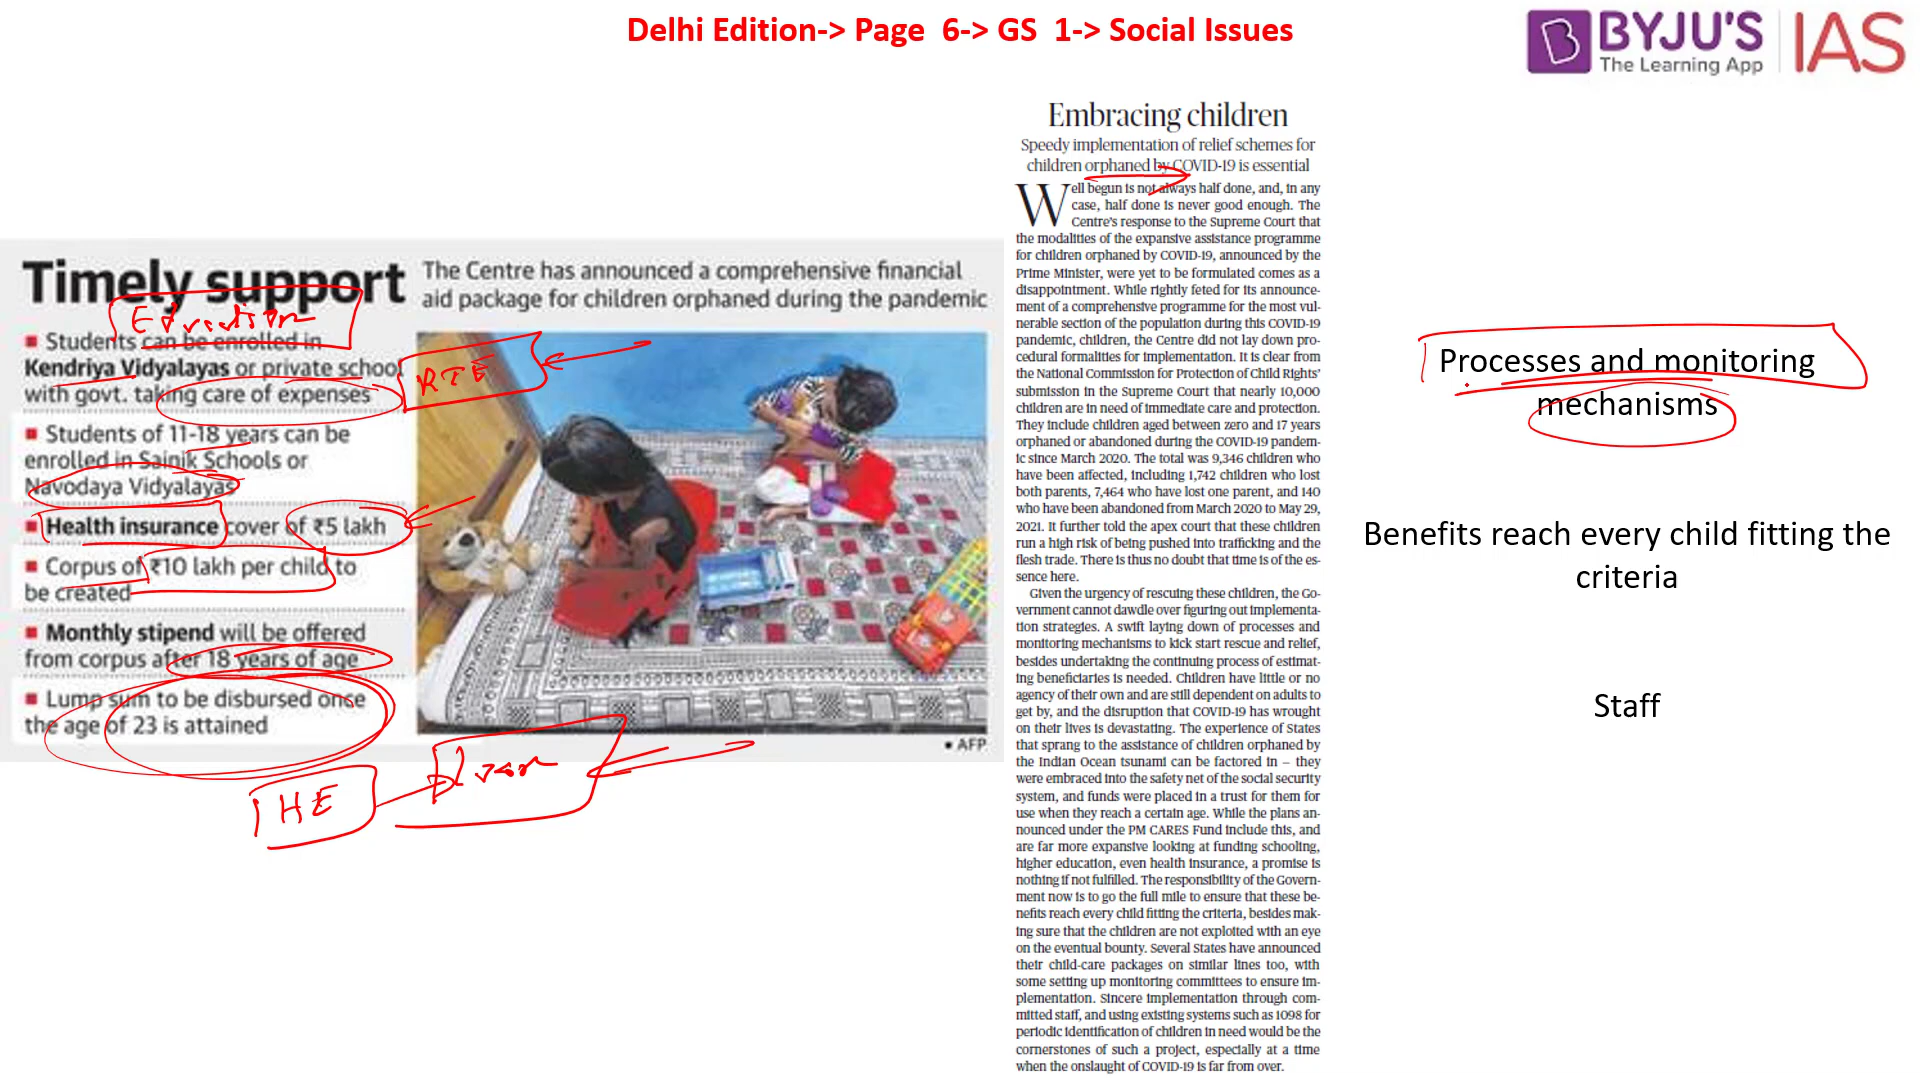 Delhi Edition-> Page 6-> GS 1-> Social Issues
BYJU'S
The Learning App
IAS
Timely support
The Centre has announced a comprehensive financial
aid package for children orphaned during the pandemic
Education
Students can be enrolled in
Kendriya Vidyalayas or private school
with govt. taking care of expenses
RTE
Students of 11-18 years can be
enrolled in Sainik Schools or
Navodaya Vidyalayas
Health insurance cover of ₹5 lakh
Corpus of ₹10 lakh per child to
be created
Monthly stipend will be offered
from corpus after 18 years of age
Lump sum to be disbursed once
the age of 23 is attained
• AFP
HE
Embracing children
Speedy implementation of relief schemes for
children orphaned by COVID-19 is essential
Well begun is not always half done, and, in any
case, half done is never good enough. The
Centre's response to the Supreme Court that
the modalities of the expansive assistance programme
for children orphaned by COVID-19, announced by the
Prime Minister, were yet to be formulated comes as a
disappointment. While rightly feted for its announce-
ment of a comprehensive programme for the most vul-
nerable section of the population during this COVID-19
pandemic, children, the Centre did not lay down pro-
cedural formalities for implementation. It is clear from
the National Commission for Protection of Child Rights'
submission in the Supreme Court that nearly 10,000
children are in need of immediate care and protection.
They include children aged between zero and 17 years
orphaned or abandoned during the COVID-19 pandem-
ic since March 2020. The total was 9,346 children who
have been affected, including 1,742 children who lost
both parents, 7,464 who have lost one parent, and 140
who have been abandoned from March 2020 to May 29,
2021. It further told the apex court that these children
run a high risk of being pushed into trafficking and the
flesh trade. There is thus no doubt that time is of the es-
sence here.
Given the urgency of rescuing these children, the Go-
vernment cannot dawdle over figuring out implementa-
tion strategies. A swift laying down of processes and
monitoring mechanisms to kick start rescue and relief,
besides undertaking the continuing process of estimat-
ing beneficiaries is needed. Children have little or no
agency of their own and are still dependent on adults to
get by, and the disruption that COVID-19 has wrought
on their lives is devastating. The experience of States
that sprang to the assistance of children orphaned by
the Indian Ocean tsunami can be factored in – they
were embraced into the safety net of the social security
system, and funds were placed in a trust for them for
use when they reach a certain age. While the plans an-
nounced under the PM CARES Fund include this, and
are far more expansive looking at funding schooling,
higher education, even health insurance, a promise is
nothing if not fulfilled. The responsibility of the Govern-
ment now is to go the full mile to ensure that these be-
nefits reach every child fitting the criteria, besides mak-
ing sure that the children are not exploited with an eye
on the eventual bounty. Several States have announced
their child-care packages on similar lines too, with
some setting up monitoring committees to ensure im-
plementation. Sincere implementation through com-
mitted staff, and using existing systems such as 1098 for
periodic identification of children in need would be the
cornerstones of such a project, especially at a time
when the onslaught of COVID-19 is far from over.
Processes and monitoring
mechanisms
Benefits reach every child fitting the
criteria
Staff